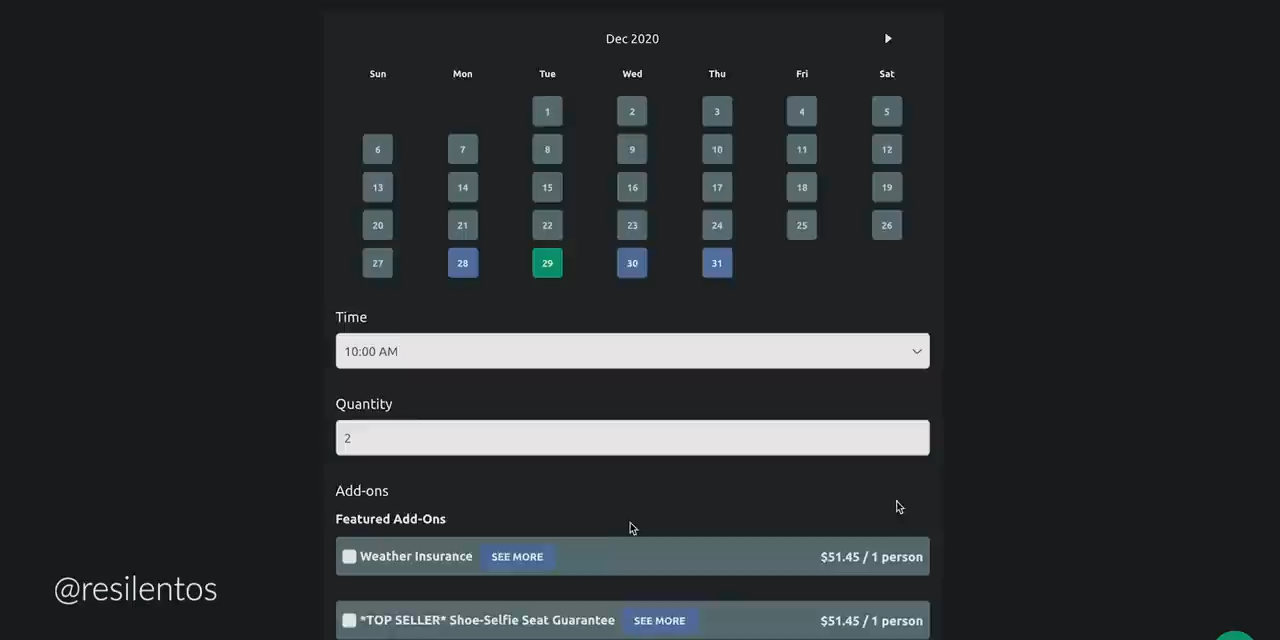 Dec 2020
Sun Mon Tue Wed Thu Fri Sat
1 2 3 4 5
6 7 8 9 10 11 12
13 14 15 16 17 18 19
20 21 22 23 24 25 26
27 28 29 30 31
Time
10:00 AM
Quantity
2
Add-ons
Featured Add-Ons
Weather Insurance SEE MORE $51.45 / 1 person
@resilentos
*TOP SELLER* Shoe-Selfie Seat Guarantee SEE MORE $51.45 / 1 person